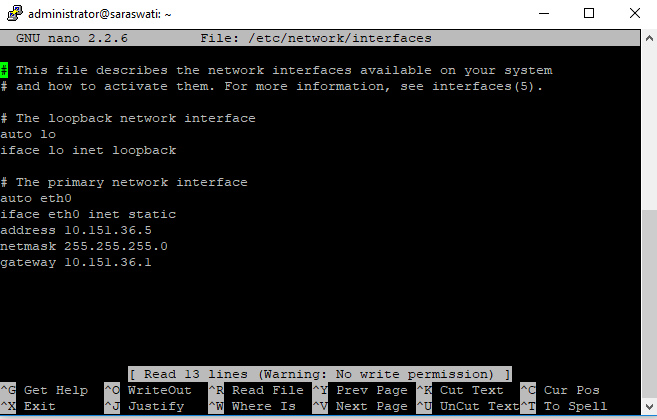 administrator@saraswati: ~
GNU nano 2.2.6 File: /etc/network/interfaces
# This file describes the network interfaces available on your system
# and how to activate them. For more information, see interfaces(5).
# The loopback network interface
auto lo
iface lo inet loopback
# The primary network interface
auto eth0
iface eth0 inet static
address 10.151.36.5
netmask 255.255.255.0
gateway 10.151.36.1
[ Read 13 lines (Warning: No write permission) ]
^G Get Help ^O WriteOut ^R Read File ^Y Prev Page ^K Cut Text ^C Cur Pos
^X Exit ^J Justify ^W Where Is ^V Next Page ^U UnCut Text ^T To Spell